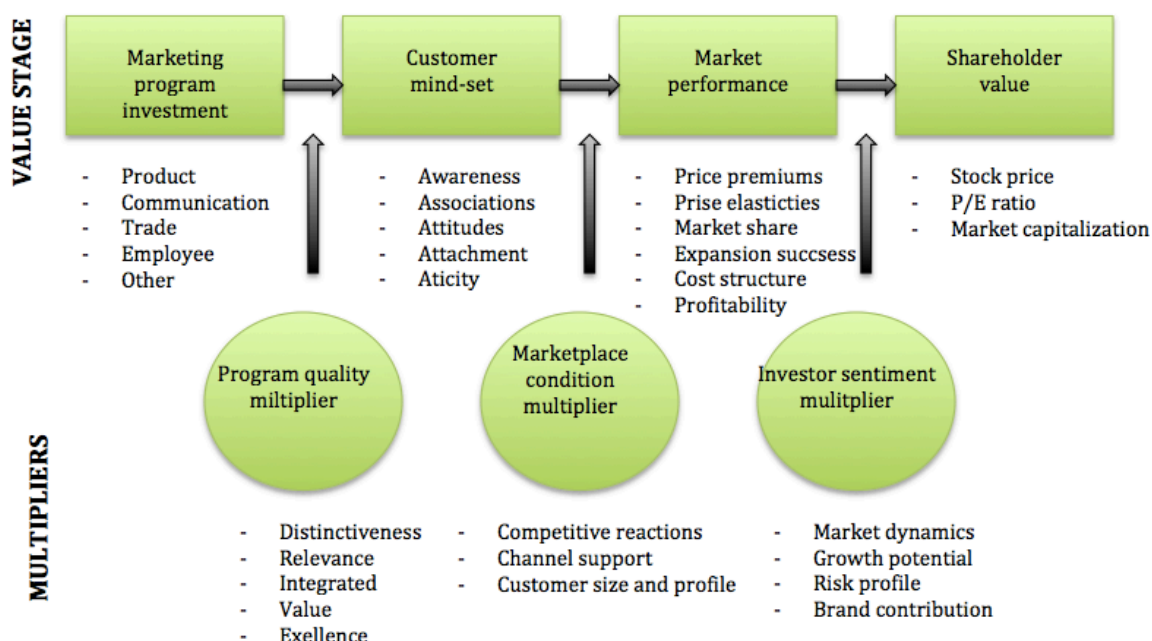 VALUE STAGE
Marketing
program
investment
Customer
mind-set
Market
performance
Shareholder
value
- Product
- Communication
- Trade
- Employee
- Other
- Awareness
- Associations
- Attitudes
- Attachment
- Aticity
- Price premiums
- Prise elasticties
- Market share
- Expansion succsess
- Cost structure
- Profitability
- Stock price
- P/E ratio
- Market capitalization
MULTIPLIERS
Program quality
miltiplier
Marketplace
condition
multiplier
Investor sentiment
mulitplier
- Distinctiveness
- Relevance
- Integrated
- Value
- Exellence
- Competitive reactions
- Channel support
- Customer size and profile
- Market dynamics
- Growth potential
- Risk profile
- Brand contribution